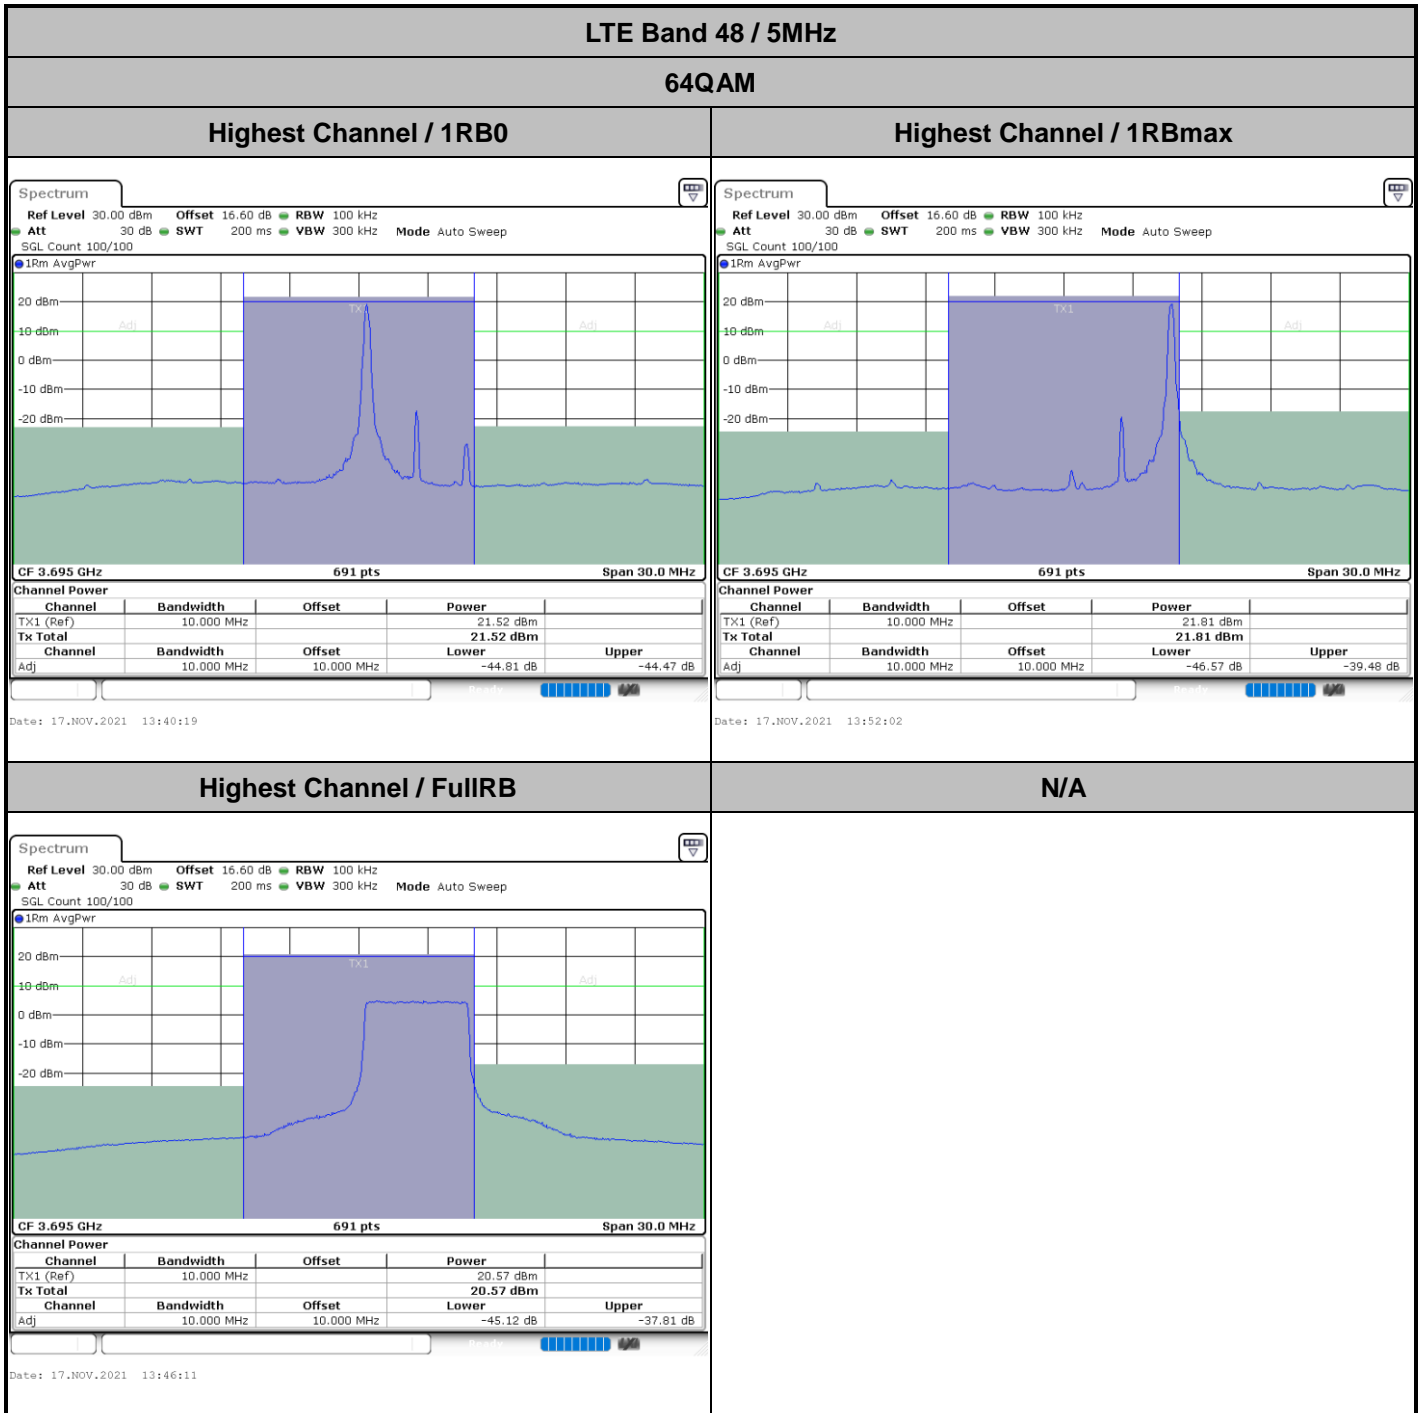 LTE Band 48 / 5MHz
64QAM
Highest Channel / 1RB0
Highest Channel / 1RBmax
Spectrum
Ref Level 30.00 dBm Offset 16.60 dB RBW 100 kHz
Att 30 dB SWT 200 ms VBW 300 kHz Mode Auto Sweep
SGL Count 100/100
1Rm AvgPwr
20 dBm
10 dBm
0 dBm
-10 dBm
-20 dBm
Adj
TX1
Adj
CF 3.695 GHz 691 pts Span 30.0 MHz
Channel Power
Channel Bandwidth Offset Power
TX1 (Ref) 10.000 MHz 21.52 dBm
Tx Total 21.52 dBm
Channel Bandwidth Offset Lower Upper
Adj 10.000 MHz 10.000 MHz -44.81 dB -44.47 dB
Ready
Date: 17.NOV.2021 13:40:19
Spectrum
Ref Level 30.00 dBm Offset 16.60 dB RBW 100 kHz
Att 30 dB SWT 200 ms VBW 300 kHz Mode Auto Sweep
SGL Count 100/100
1Rm AvgPwr
20 dBm
10 dBm
0 dBm
-10 dBm
-20 dBm
Adj
TX1
Adj
CF 3.695 GHz 691 pts Span 30.0 MHz
Channel Power
Channel Bandwidth Offset Power
TX1 (Ref) 10.000 MHz 21.81 dBm
Tx Total 21.81 dBm
Channel Bandwidth Offset Lower Upper
Adj 10.000 MHz 10.000 MHz -46.57 dB -39.48 dB
Ready
Date: 17.NOV.2021 13:52:02
Highest Channel / FullRB
N/A
Spectrum
Ref Level 30.00 dBm Offset 16.60 dB RBW 100 kHz
Att 30 dB SWT 200 ms VBW 300 kHz Mode Auto Sweep
SGL Count 100/100
1Rm AvgPwr
20 dBm
10 dBm
0 dBm
-10 dBm
-20 dBm
Adj
TX1
Adj
CF 3.695 GHz 691 pts Span 30.0 MHz
Channel Power
Channel Bandwidth Offset Power
TX1 (Ref) 10.000 MHz 20.57 dBm
Tx Total 20.57 dBm
Channel Bandwidth Offset Lower Upper
Adj 10.000 MHz 10.000 MHz -45.12 dB -37.81 dB
Ready
Date: 17.NOV.2021 13:46:11